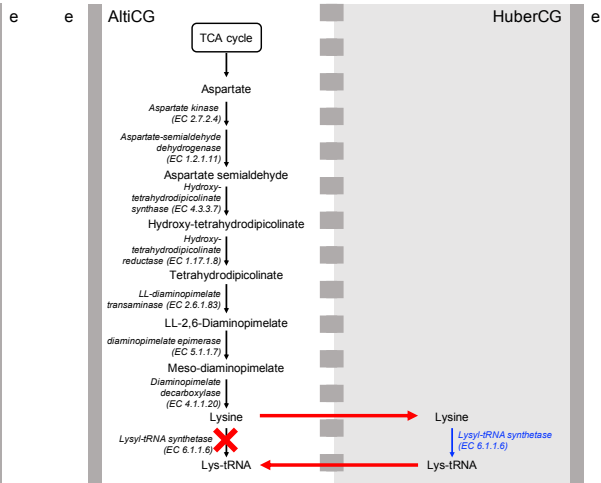 e
e
AltiCG
HuberCG
e
TCA cycle
Aspartate
Aspartate kinase
(EC 2.7.2.4)
Aspartate-semialdehyde
dehydrogenase
(EC 1.2.1.11)
Aspartate semialdehyde
Hydroxy-
tetrahydrodipicolinate
synthase (EC 4.3.3.7)
Hydroxy-tetrahydrodipicolinate
Hydroxy-
tetrahydrodipicolinate
reductase (EC 1.17.1.8)
Tetrahydrodipicolinate
LL-diaminopimelate
transaminase (EC 2.6.1.83)
LL-2,6-Diaminopimelate
diaminopimelate epimerase
(EC 5.1.1.7)
Meso-diaminopimelate
Diaminopimelate
decarboxylase
(EC 4.1.1.20)
Lysine
Lysine
Lysyl-tRNA synthetase
(EC 6.1.1.6)
Lysyl-tRNA synthetase
(EC 6.1.1.6)
Lys-tRNA
Lys-tRNA